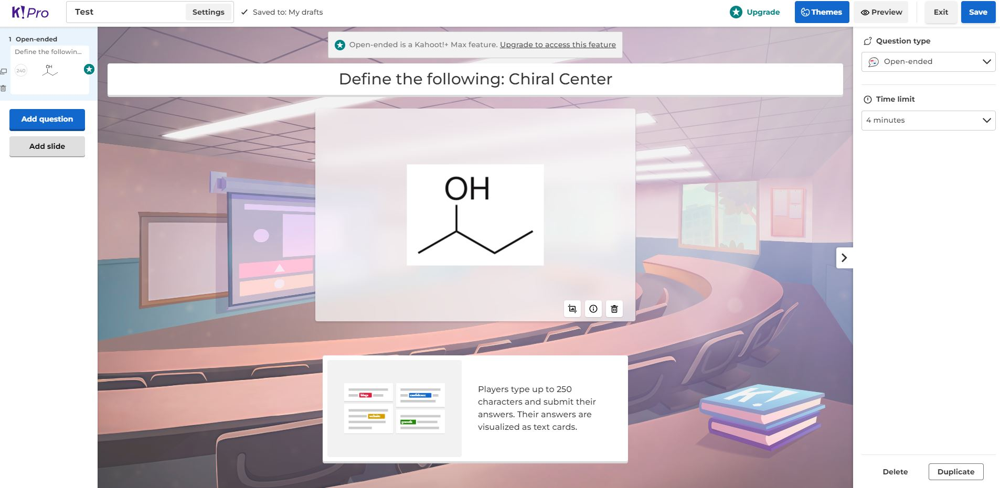 K! Pro
Test
Settings
Saved to: My drafts
Upgrade
Themes
Preview
Exit
Save
1 Open-ended
Define the followin...
240
OH
Add question
Add slide
Open-ended is a Kahoot!+ Max feature. Upgrade to access this feature
Define the following: Chiral Center
OH
blogs
confidence
website
growth
Players type up to 250
characters and submit their
answers. Their answers are
visualized as text cards.
K!
Question type
Open-ended
Time limit
4 minutes
Delete
Duplicate